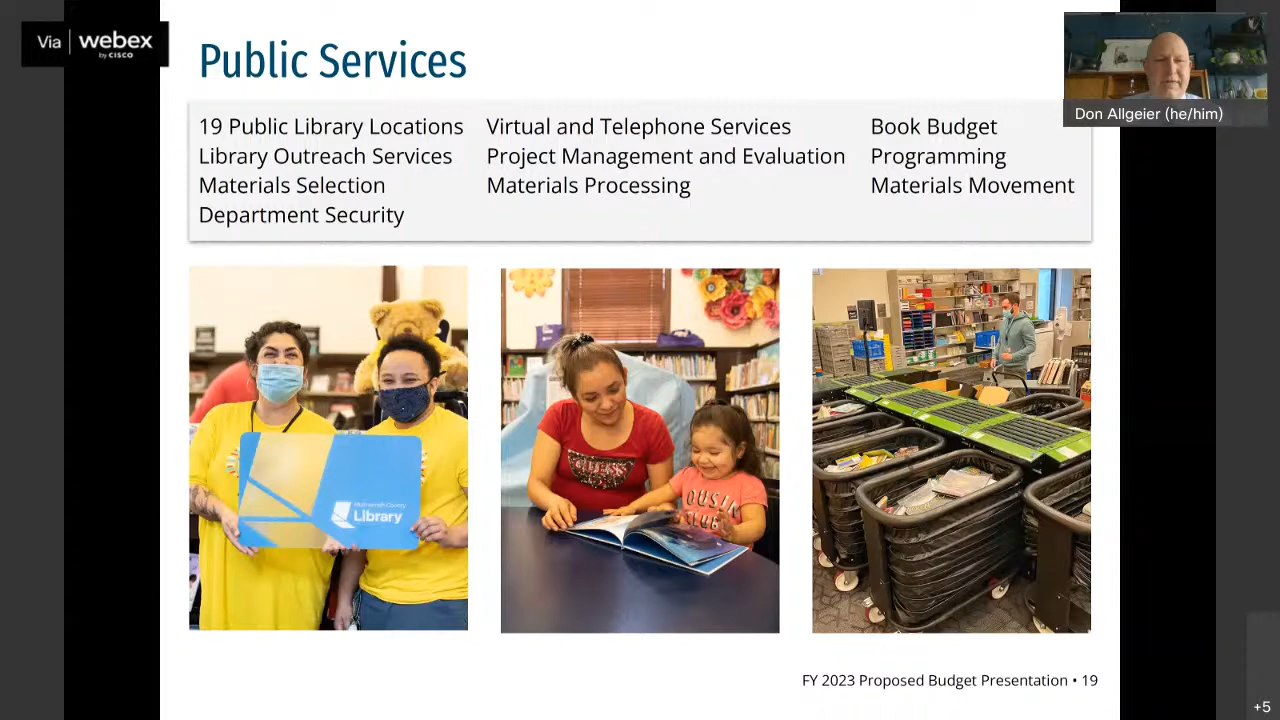 Via webex
by CISCO
Public Services
Don Allgeier (he/him)
19 Public Library Locations
Library Outreach Services
Materials Selection
Department Security
Virtual and Telephone Services
Project Management and Evaluation
Materials Processing
Book Budget
Programming
Materials Movement
Multnomah County
Library
COUSIN
CLUB
FY 2023 Proposed Budget Presentation • 19
+5